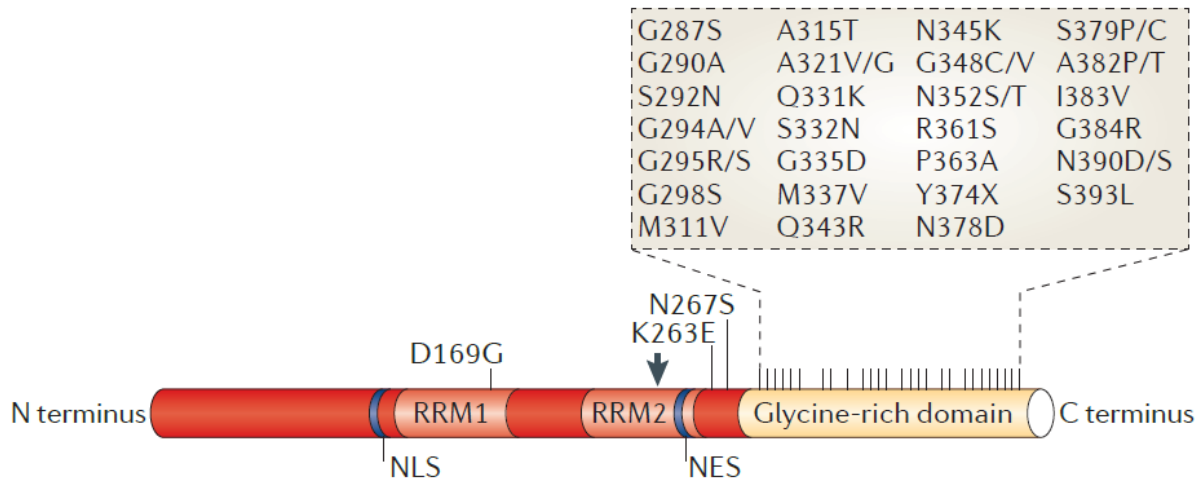 G287S A315T N345K S379P/C
G290A A321V/G G348C/V A382P/T
S292N Q331K N352S/T I383V
G294A/V S332N R361S G384R
G295R/S G335D P363A N390D/S
G298S M337V Y374X S393L
M311V Q343R N378D
N267S
K263E
D169G
N terminus RRM1 RRM2 Glycine-rich domain C terminus
NLS NES